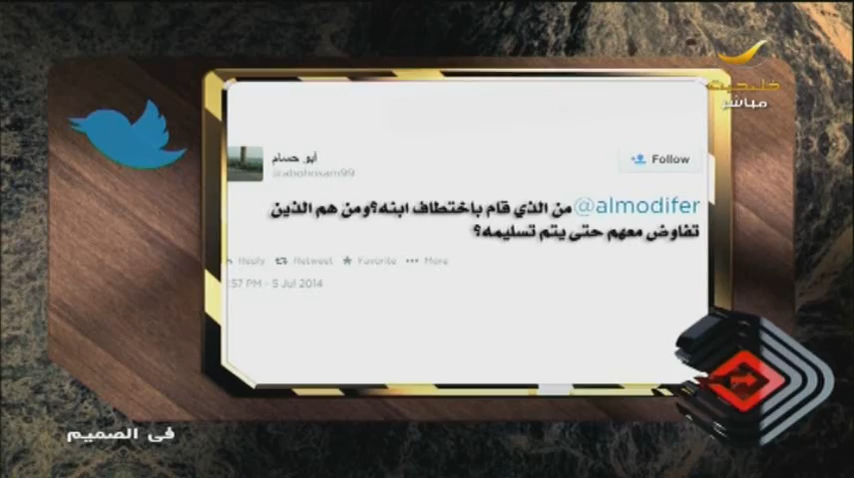 خليجية
مباشر
أبو حسام
@abohosam99
Follow
@almodifer من الذي قام باختطاف ابنه؟ومن هم الذين
تفاوض معهم حتى يتم تسليمه؟
Reply Retweet Favorite More
:57 PM - 5 Jul 2014
في الصميم